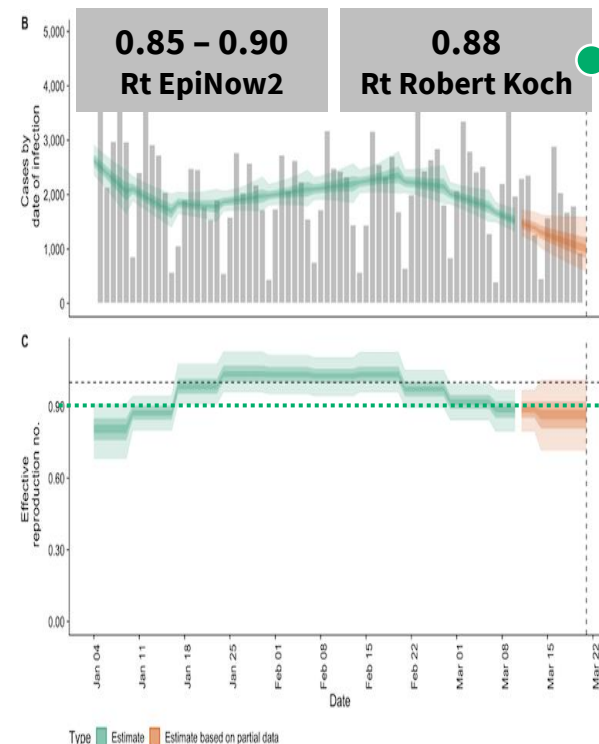 B
5,000
4,000
3,000
2,000
1,000
0
Cases by
date of infection
0.85 – 0.90
Rt EpiNow2
0.88
Rt Robert Koch
C
0.90
0.60
0.30
0.00
Effective
reproduction no.
Jan 04
Jan 11
Jan 18
Jan 25
Feb 01
Feb 08
Feb 15
Feb 22
Mar 01
Mar 08
Mar 15
Mar 22
Date
Type Estimate Estimate based on partial data